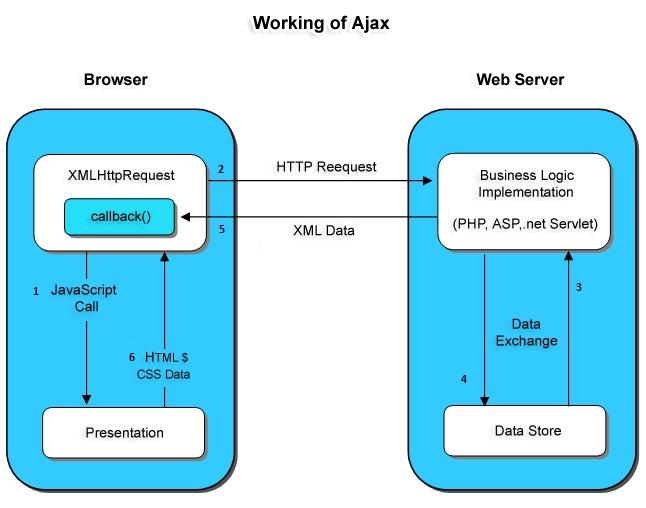 Working of Ajax
Browser
Web Server
XMLHttpRequest
callback()
2
HTTP Reequest
5
XML Data
Business Logic
Implementation
(PHP, ASP,.net Servlet)
1
JavaScript
Call
6
HTML $
CSS Data
3
Data
Exchange
4
Presentation
Data Store